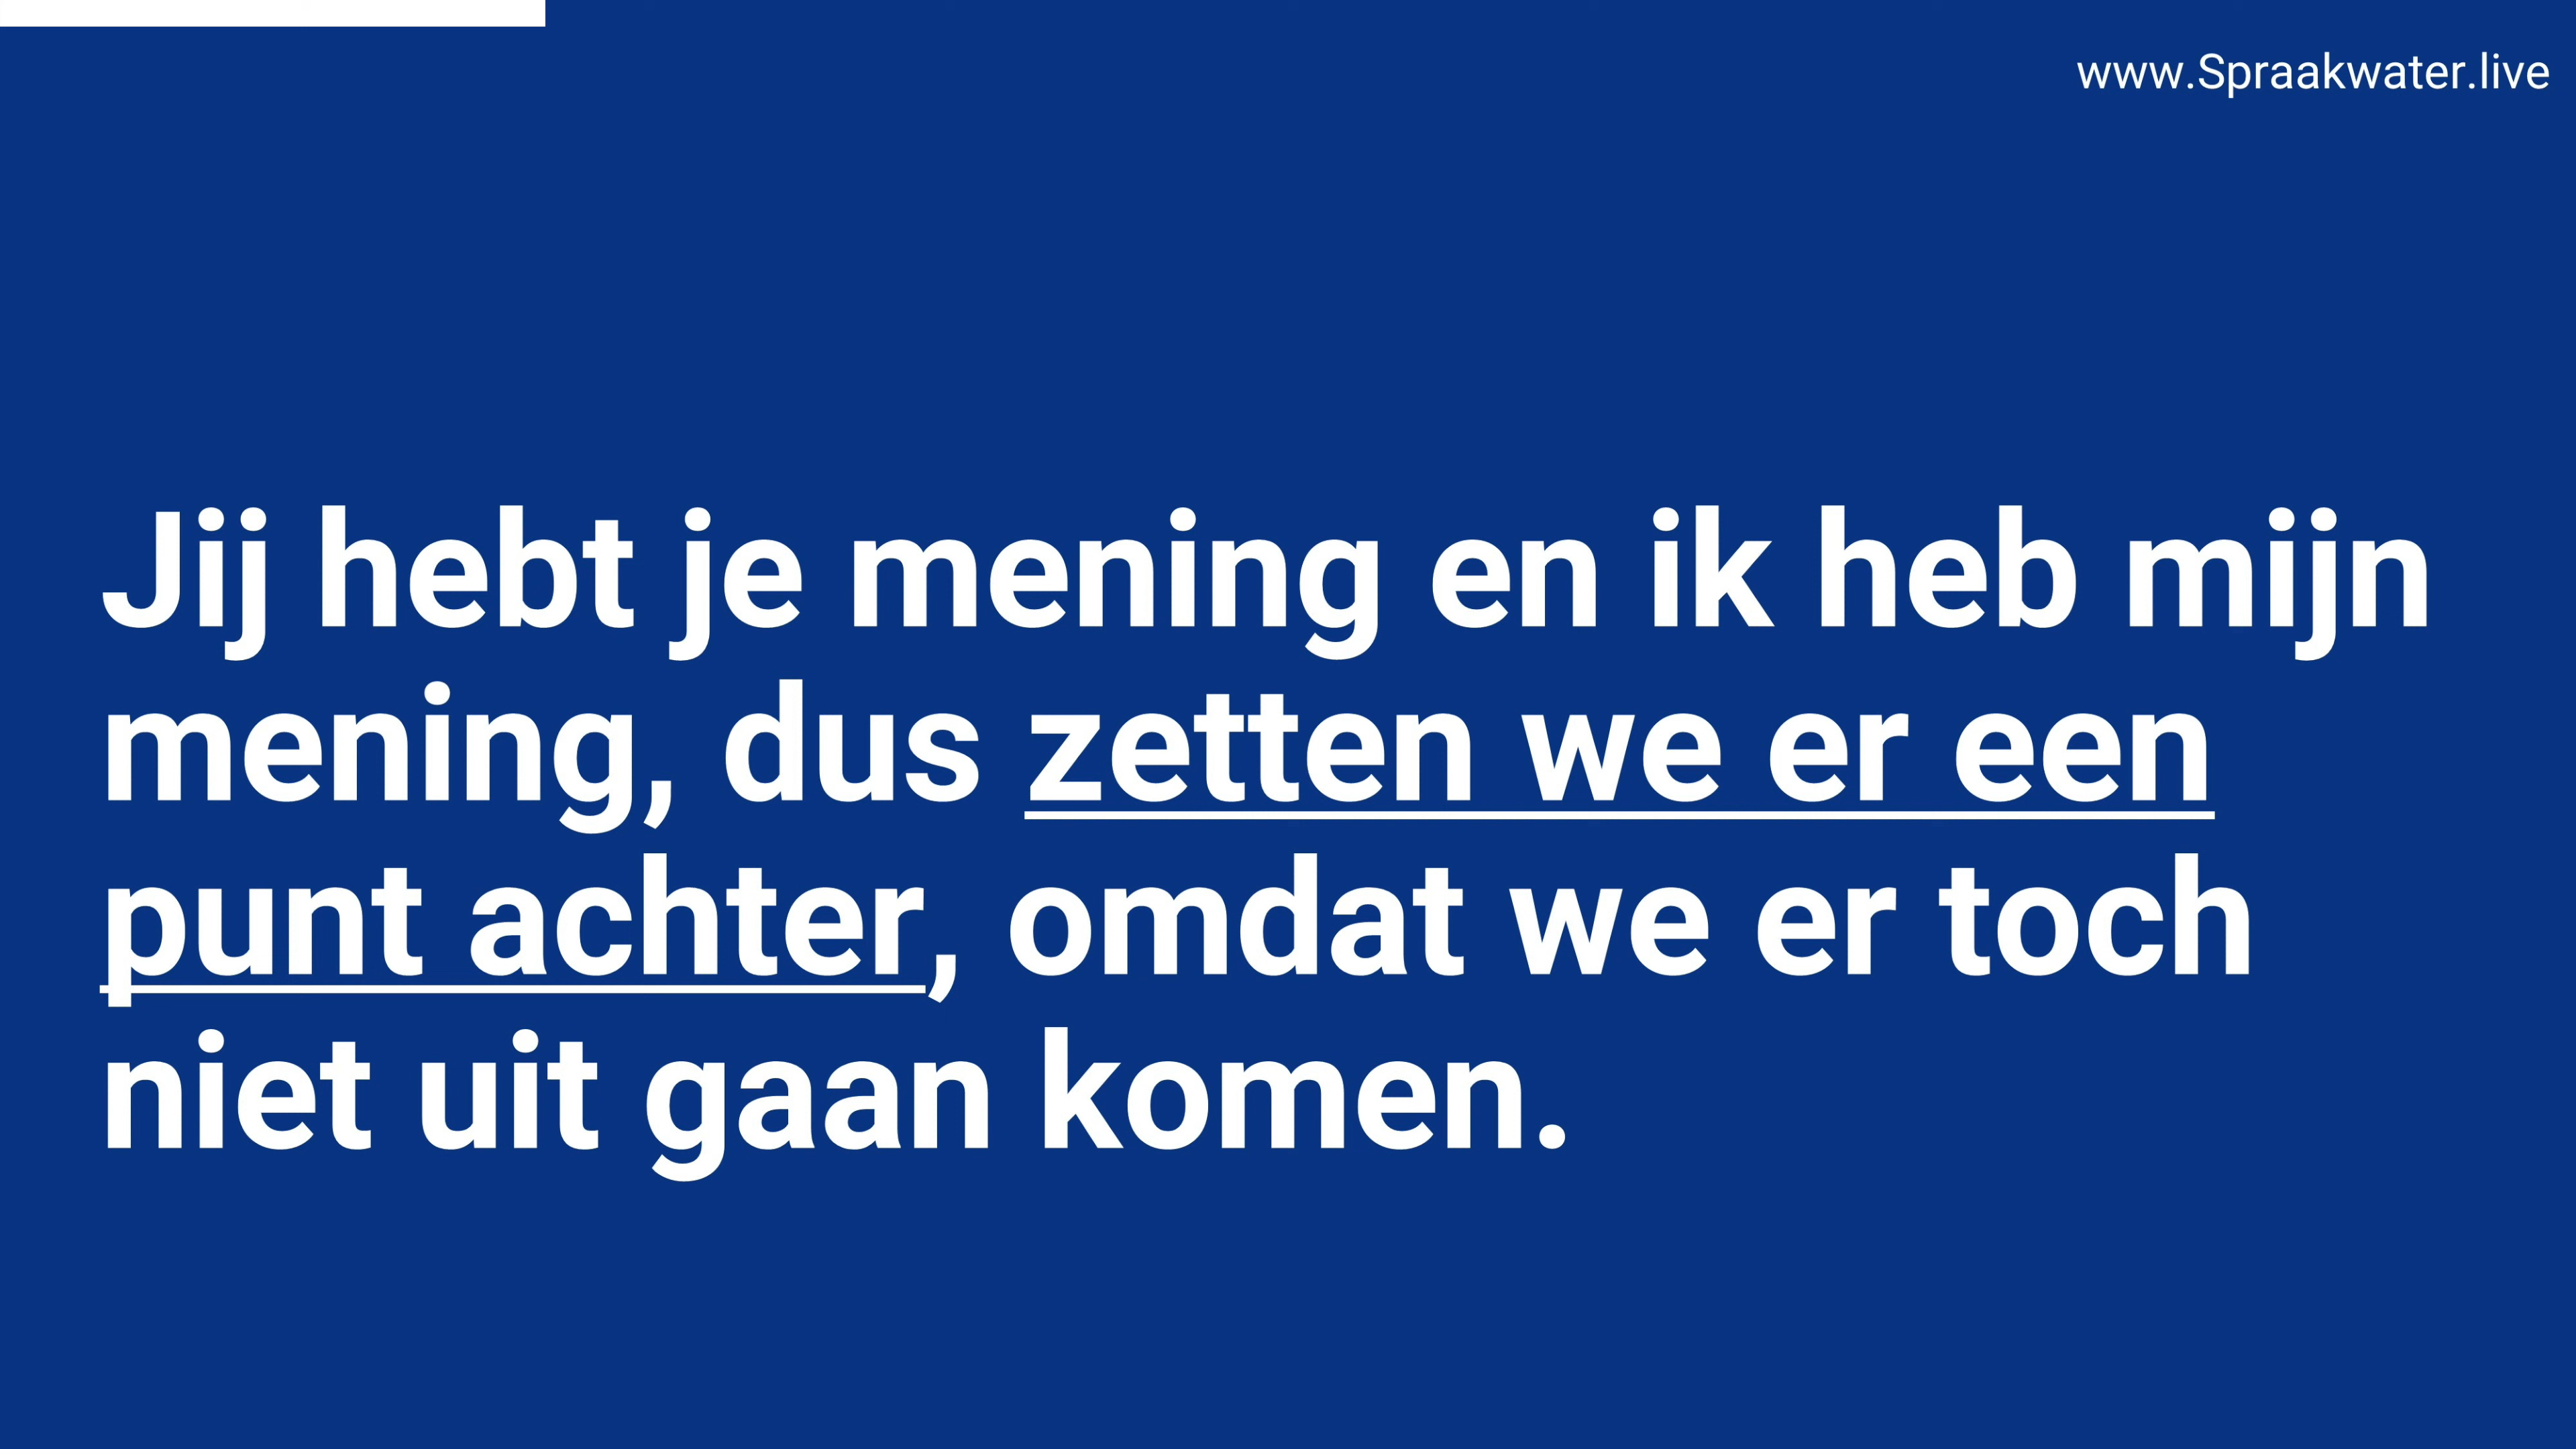 www.Spraakwater.live
Jij hebt je mening en ik heb mijn
mening, dus zetten we er een
punt achter, omdat we er toch
niet uit gaan komen.